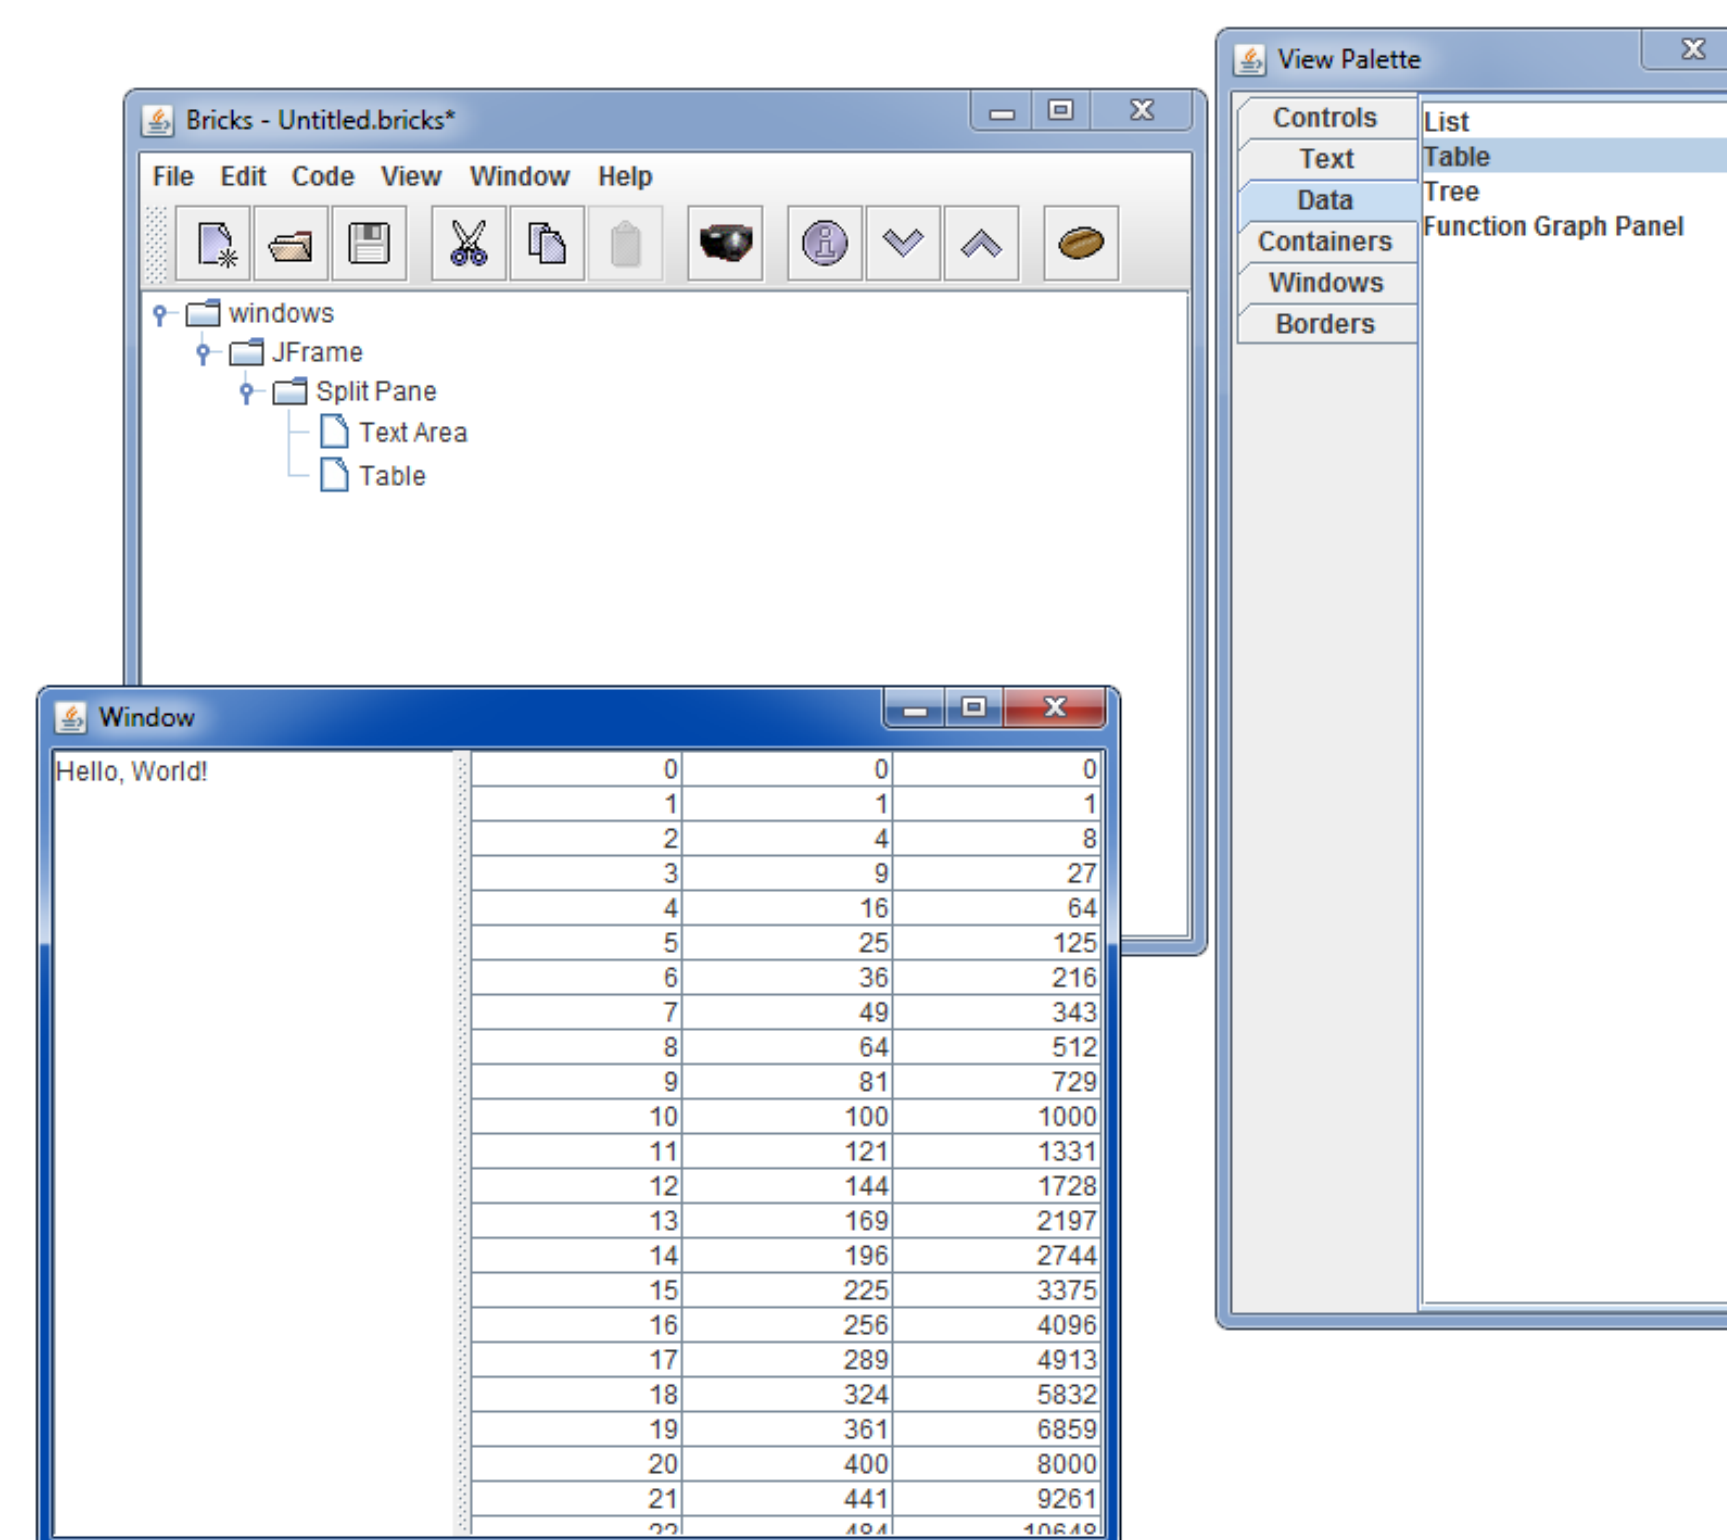 Bricks - Untitled.bricks*
File Edit Code View Window Help
windows
JFrame
Split Pane
Text Area
Table
View Palette
Controls
Text
Data
Containers
Windows
Borders
List
Table
Tree
Function Graph Panel
Window
Hello, World!
0 0 0
1 1 1
2 4 8
3 9 27
4 16 64
5 25 125
6 36 216
7 49 343
8 64 512
9 81 729
10 100 1000
11 121 1331
12 144 1728
13 169 2197
14 196 2744
15 225 3375
16 256 4096
17 289 4913
18 324 5832
19 361 6859
20 400 8000
21 441 9261
22 484 10648